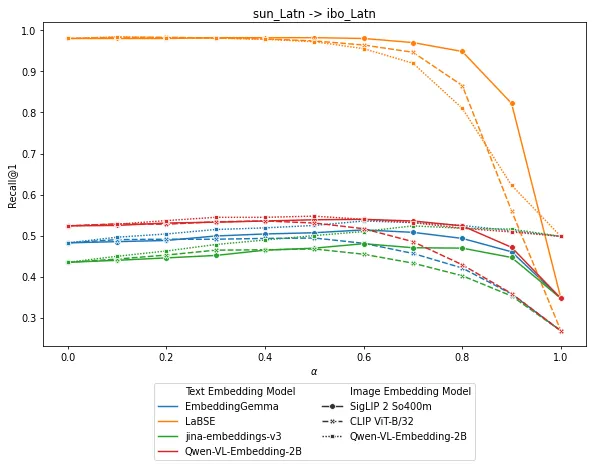 sun_Latn -> ibo_Latn
Recall@1
1.0
0.9
0.8
0.7
0.6
0.5
0.4
0.3
0.0 0.2 0.4 0.6 0.8 1.0
α
Text Embedding Model Image Embedding Model
EmbeddingGemma SigLIP 2 So400m
LaBSE CLIP ViT-B/32
jina-embeddings-v3 Qwen-VL-Embedding-2B
Qwen-VL-Embedding-2B